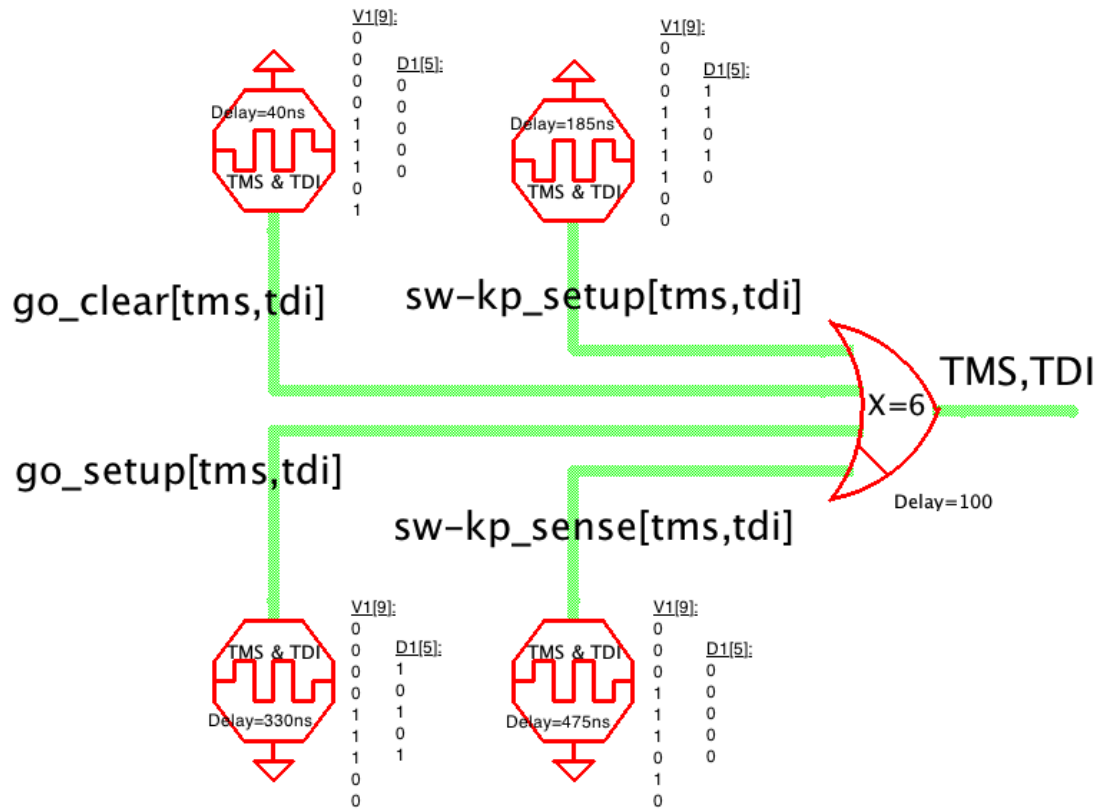 V1[9]:
0
0
0
0
1
1
1
0
1
D1[5]:
0
0
0
0
0
Delay=40ns
TMS & TDI
V1[9]:
0
0
0
1
1
1
1
0
0
D1[5]:
1
1
0
1
0
Delay=185ns
TMS & TDI
go_clear[tms,tdi]
sw-kp_setup[tms,tdi]
TMS,TDI
X=6
go_setup[tms,tdi]
Delay=100
sw-kp_sense[tms,tdi]
V1[9]:
0
0
0
0
1
1
1
0
0
D1[5]:
1
0
1
0
1
TMS & TDI
Delay=330ns
V1[9]:
0
0
0
1
1
1
0
1
0
D1[5]:
0
0
0
0
0
TMS & TDI
Delay=475ns